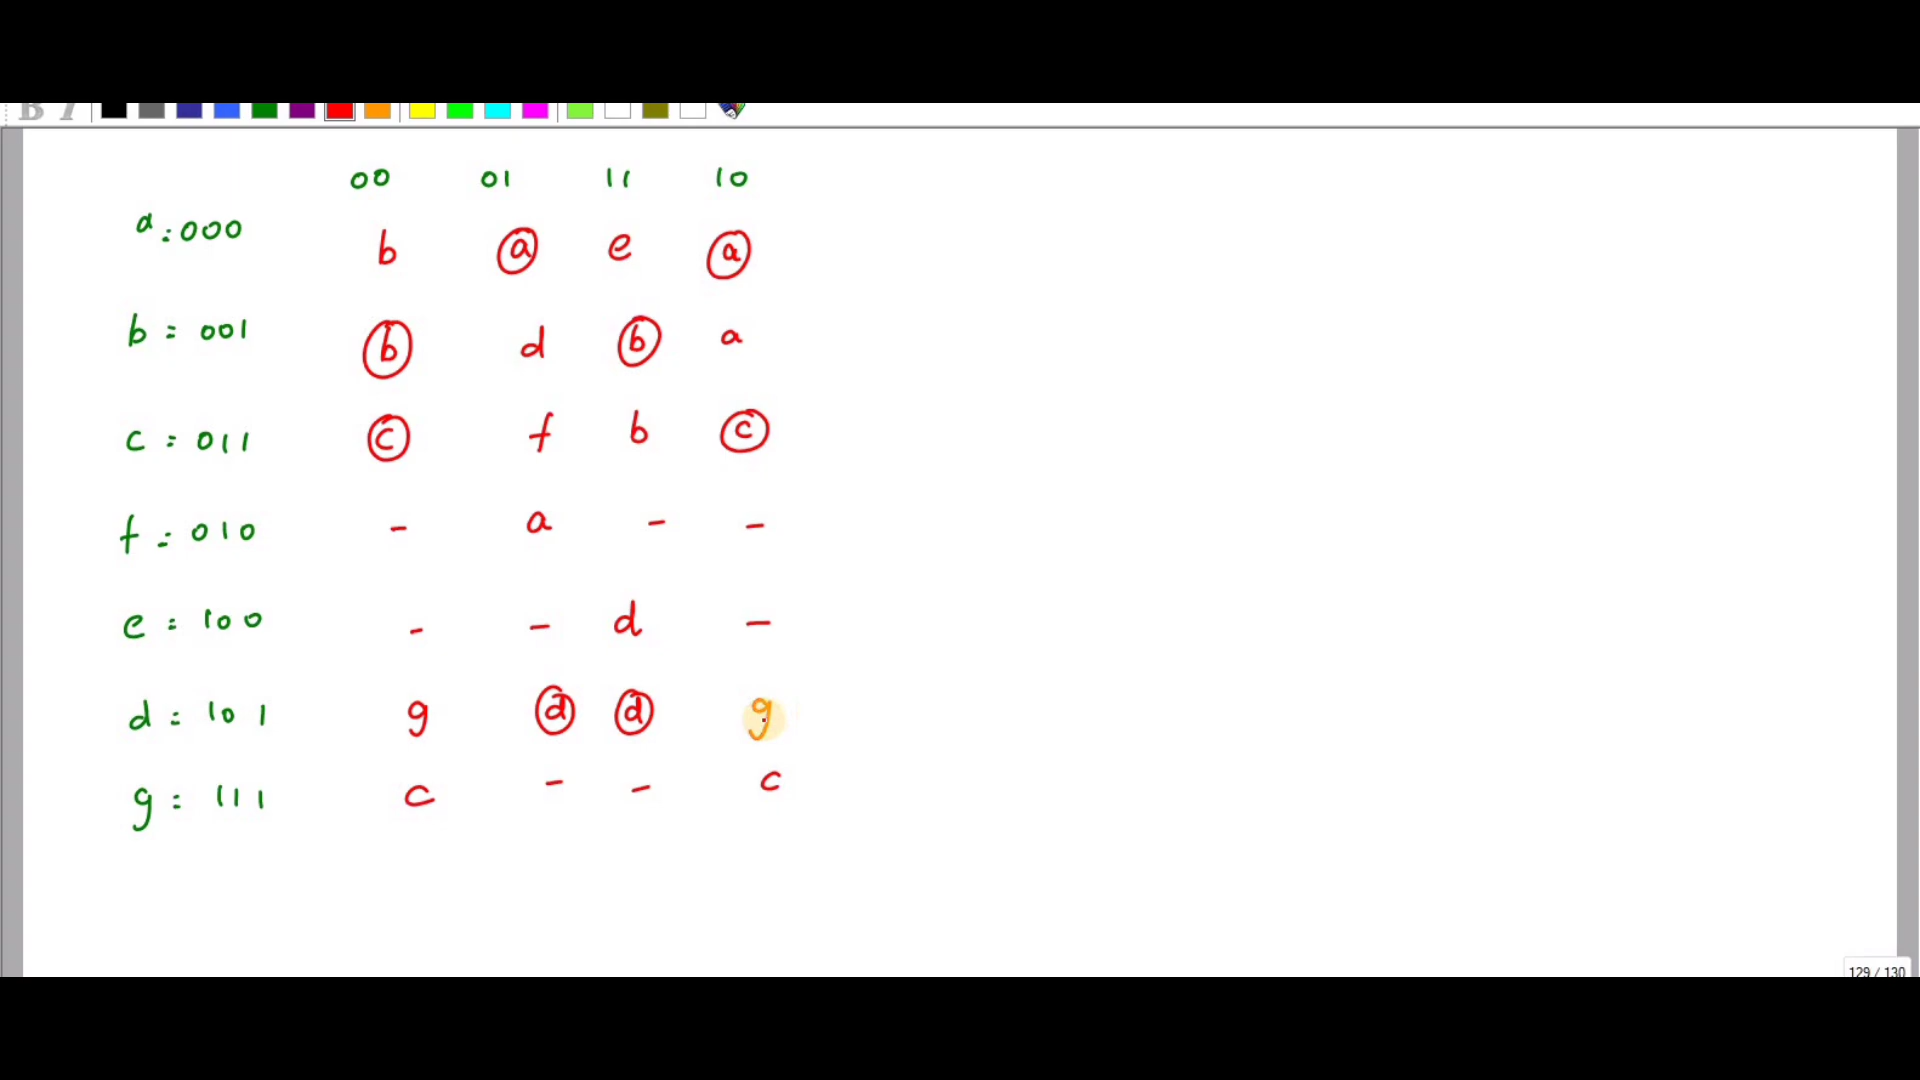 B I
00 01 11 10
a : 000 b a e a
b = 001 b d b a
c = 011 c f b c
f = 010 - a - -
e = 100 - - d -
d = 101 g d d g
g = 111 c - - c
129 / 130